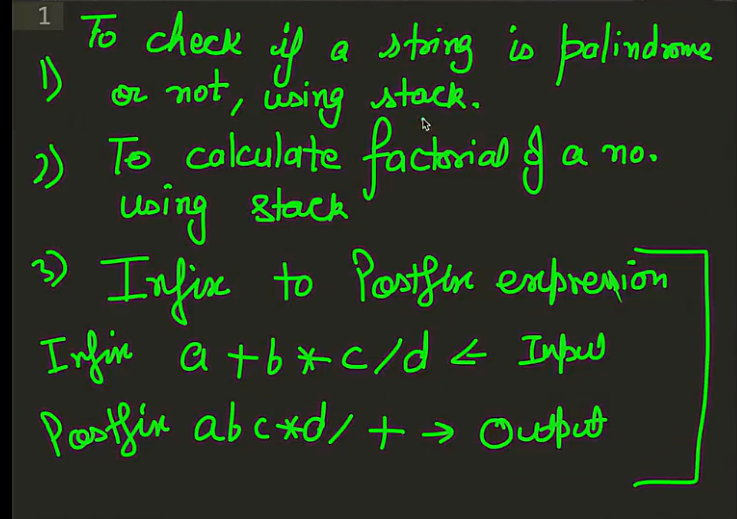 1
1) To check if a string is palindrome
or not, using stack.
2) To calculate factorial of a no.
using stack
3) Infix to Postfix expression
Infix a + b * c / d ← Input
Postfix a b c * d / + → Output